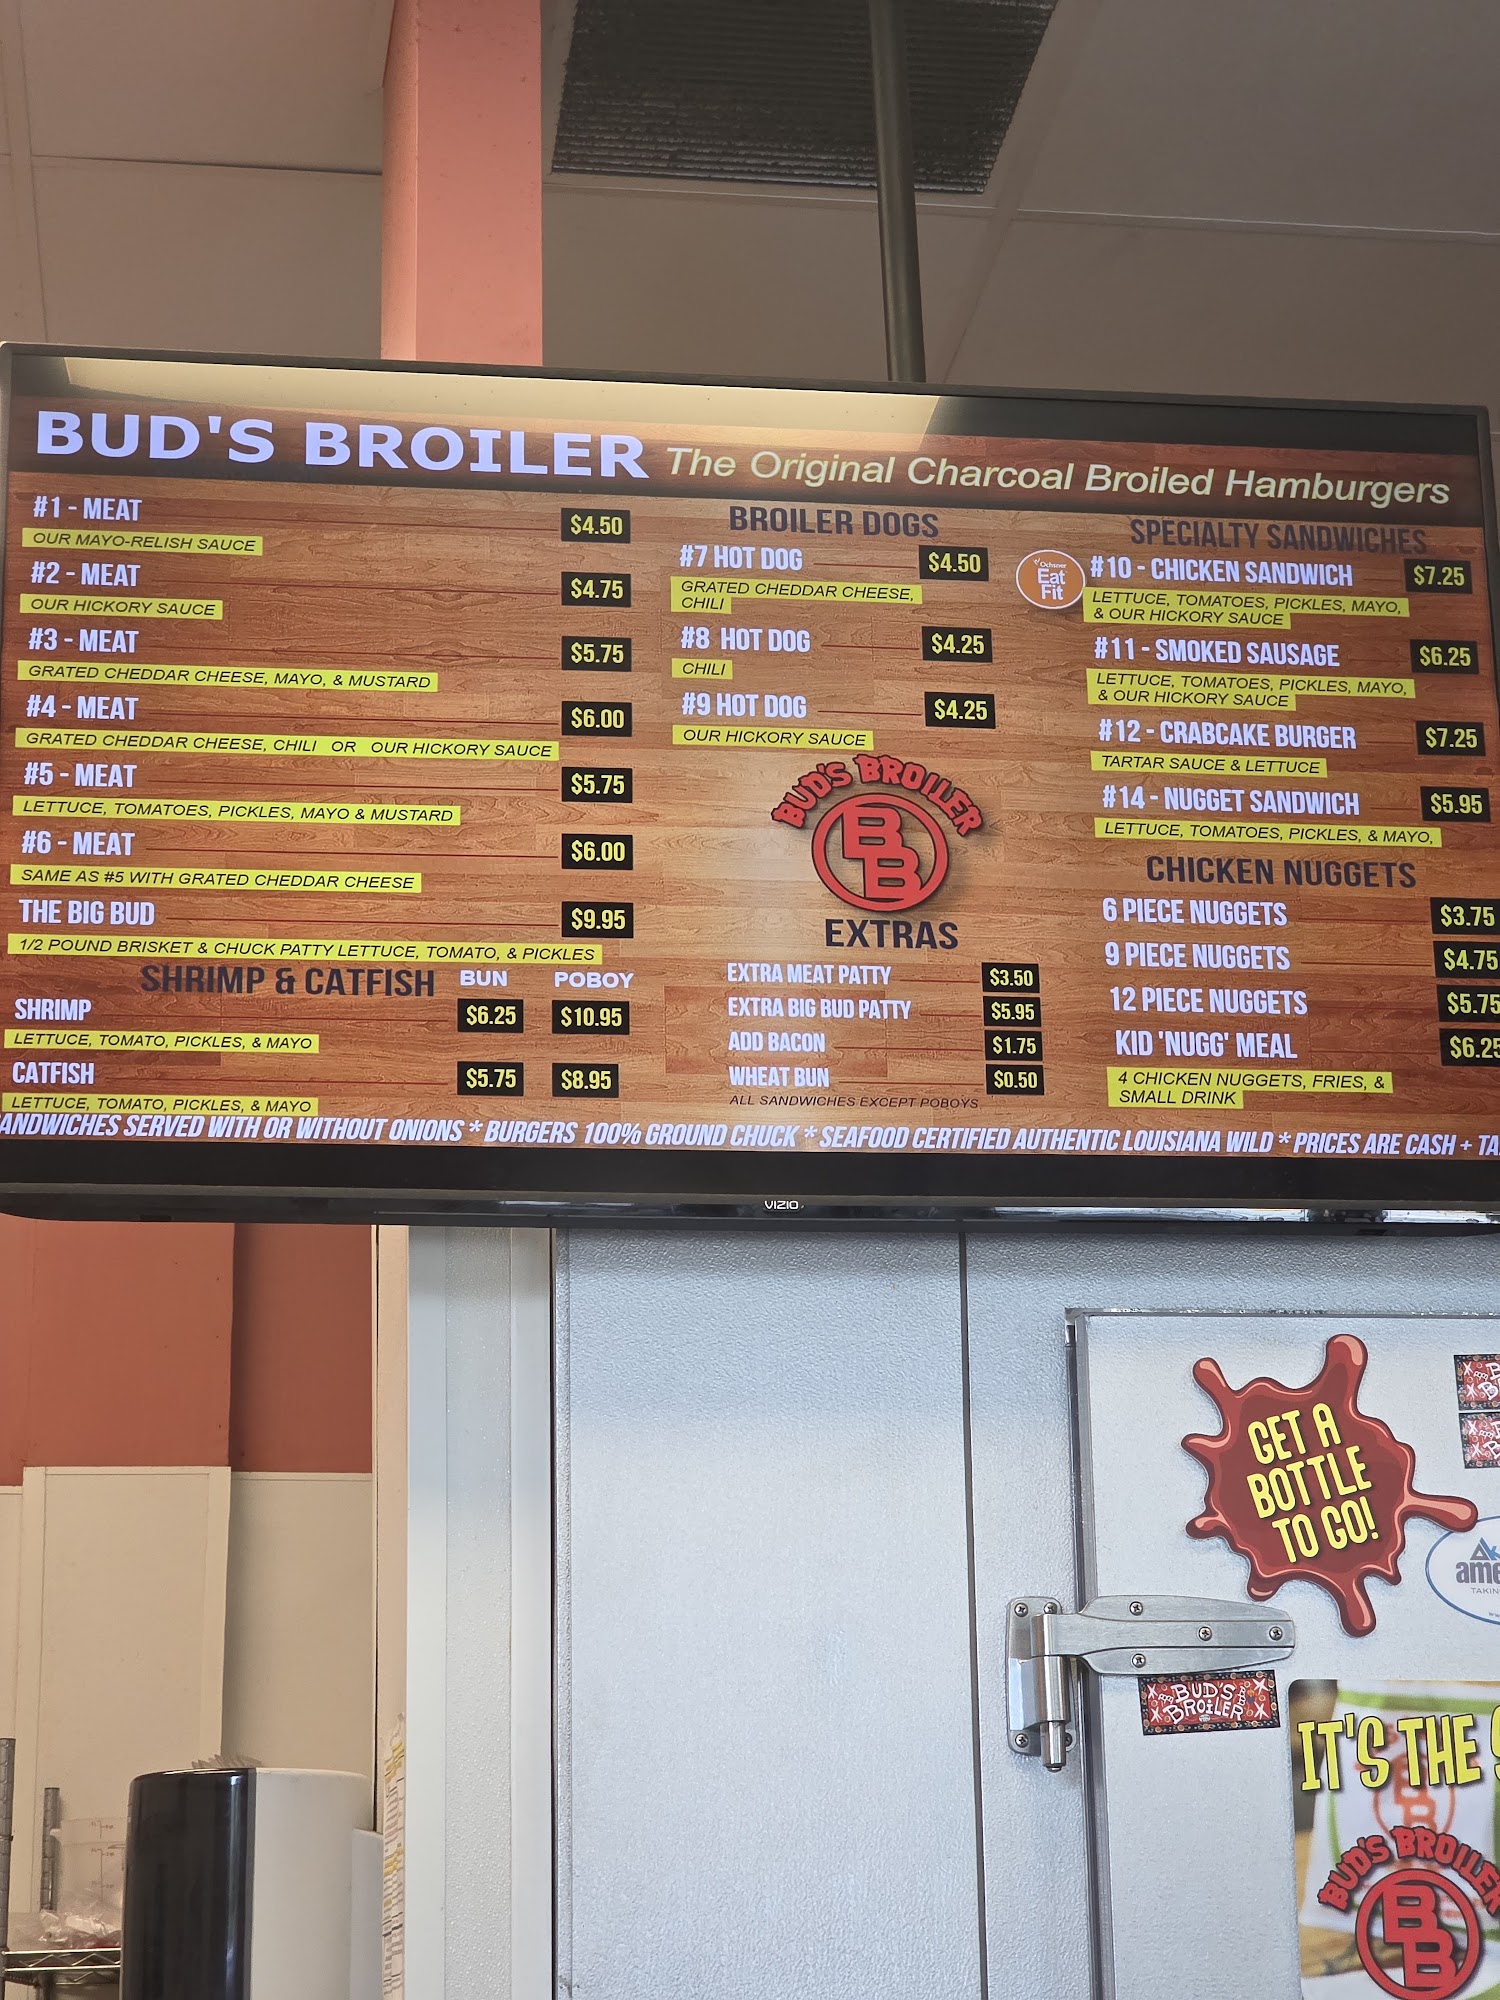 BUD'S BROILER The Original Charcoal Broiled Hamburgers
#1 - MEAT $4.50
OUR MAYO-RELISH SAUCE
#2 - MEAT $4.75
OUR HICKORY SAUCE
#3 - MEAT $5.75
GRATED CHEDDAR CHEESE, MAYO, & MUSTARD
#4 - MEAT $6.00
GRATED CHEDDAR CHEESE, CHILI OR OUR HICKORY SAUCE
#5 - MEAT $5.75
LETTUCE, TOMATOES, PICKLES, MAYO & MUSTARD
#6 - MEAT $6.00
SAME AS #5 WITH GRATED CHEDDAR CHEESE
THE BIG BUD $9.95
1/2 POUND BRISKET & CHUCK PATTY LETTUCE, TOMATO, & PICKLES
SHRIMP & CATFISH BUN POBOY
SHRIMP $6.25 $10.95
LETTUCE, TOMATO, PICKLES, & MAYO
CATFISH $5.75 $8.95
LETTUCE, TOMATO, PICKLES, & MAYO
BROILER DOGS
#7 HOT DOG $4.50
GRATED CHEDDAR CHEESE,
CHILI
#8 HOT DOG $4.25
CHILI
#9 HOT DOG $4.25
OUR HICKORY SAUCE
BUD'S BROILER
BB
EXTRAS
EXTRA MEAT PATTY $3.50
EXTRA BIG BUD PATTY $5.95
ADD BACON $1.75
WHEAT BUN $0.50
ALL SANDWICHES EXCEPT POBOYS
SPECIALTY SANDWICHES
Ochsner
Eat
Fit
#10 - CHICKEN SANDWICH $7.25
LETTUCE, TOMATOES, PICKLES, MAYO,
& OUR HICKORY SAUCE
#11 - SMOKED SAUSAGE $6.25
LETTUCE, TOMATOES, PICKLES, MAYO,
& OUR HICKORY SAUCE
#12 - CRABCAKE BURGER $7.25
TARTAR SAUCE & LETTUCE
#14 - NUGGET SANDWICH $5.95
LETTUCE, TOMATOES, PICKLES, & MAYO,
CHICKEN NUGGETS
6 PIECE NUGGETS $3.75
9 PIECE NUGGETS $4.75
12 PIECE NUGGETS $5.75
KID 'NUGG' MEAL $6.25
4 CHICKEN NUGGETS, FRIES, &
SMALL DRINK
ANDWICHES SERVED WITH OR WITHOUT ONIONS * BURGERS 100% GROUND CHUCK * SEAFOOD CERTIFIED AUTHENTIC LOUISIANA WILD * PRICES ARE CASH + TA
VIZIO
GET A
BOTTLE
TO GO!
ame
TAKIN
BUD'S
BROILER
IT'S THE
BUD'S BROILER
BB